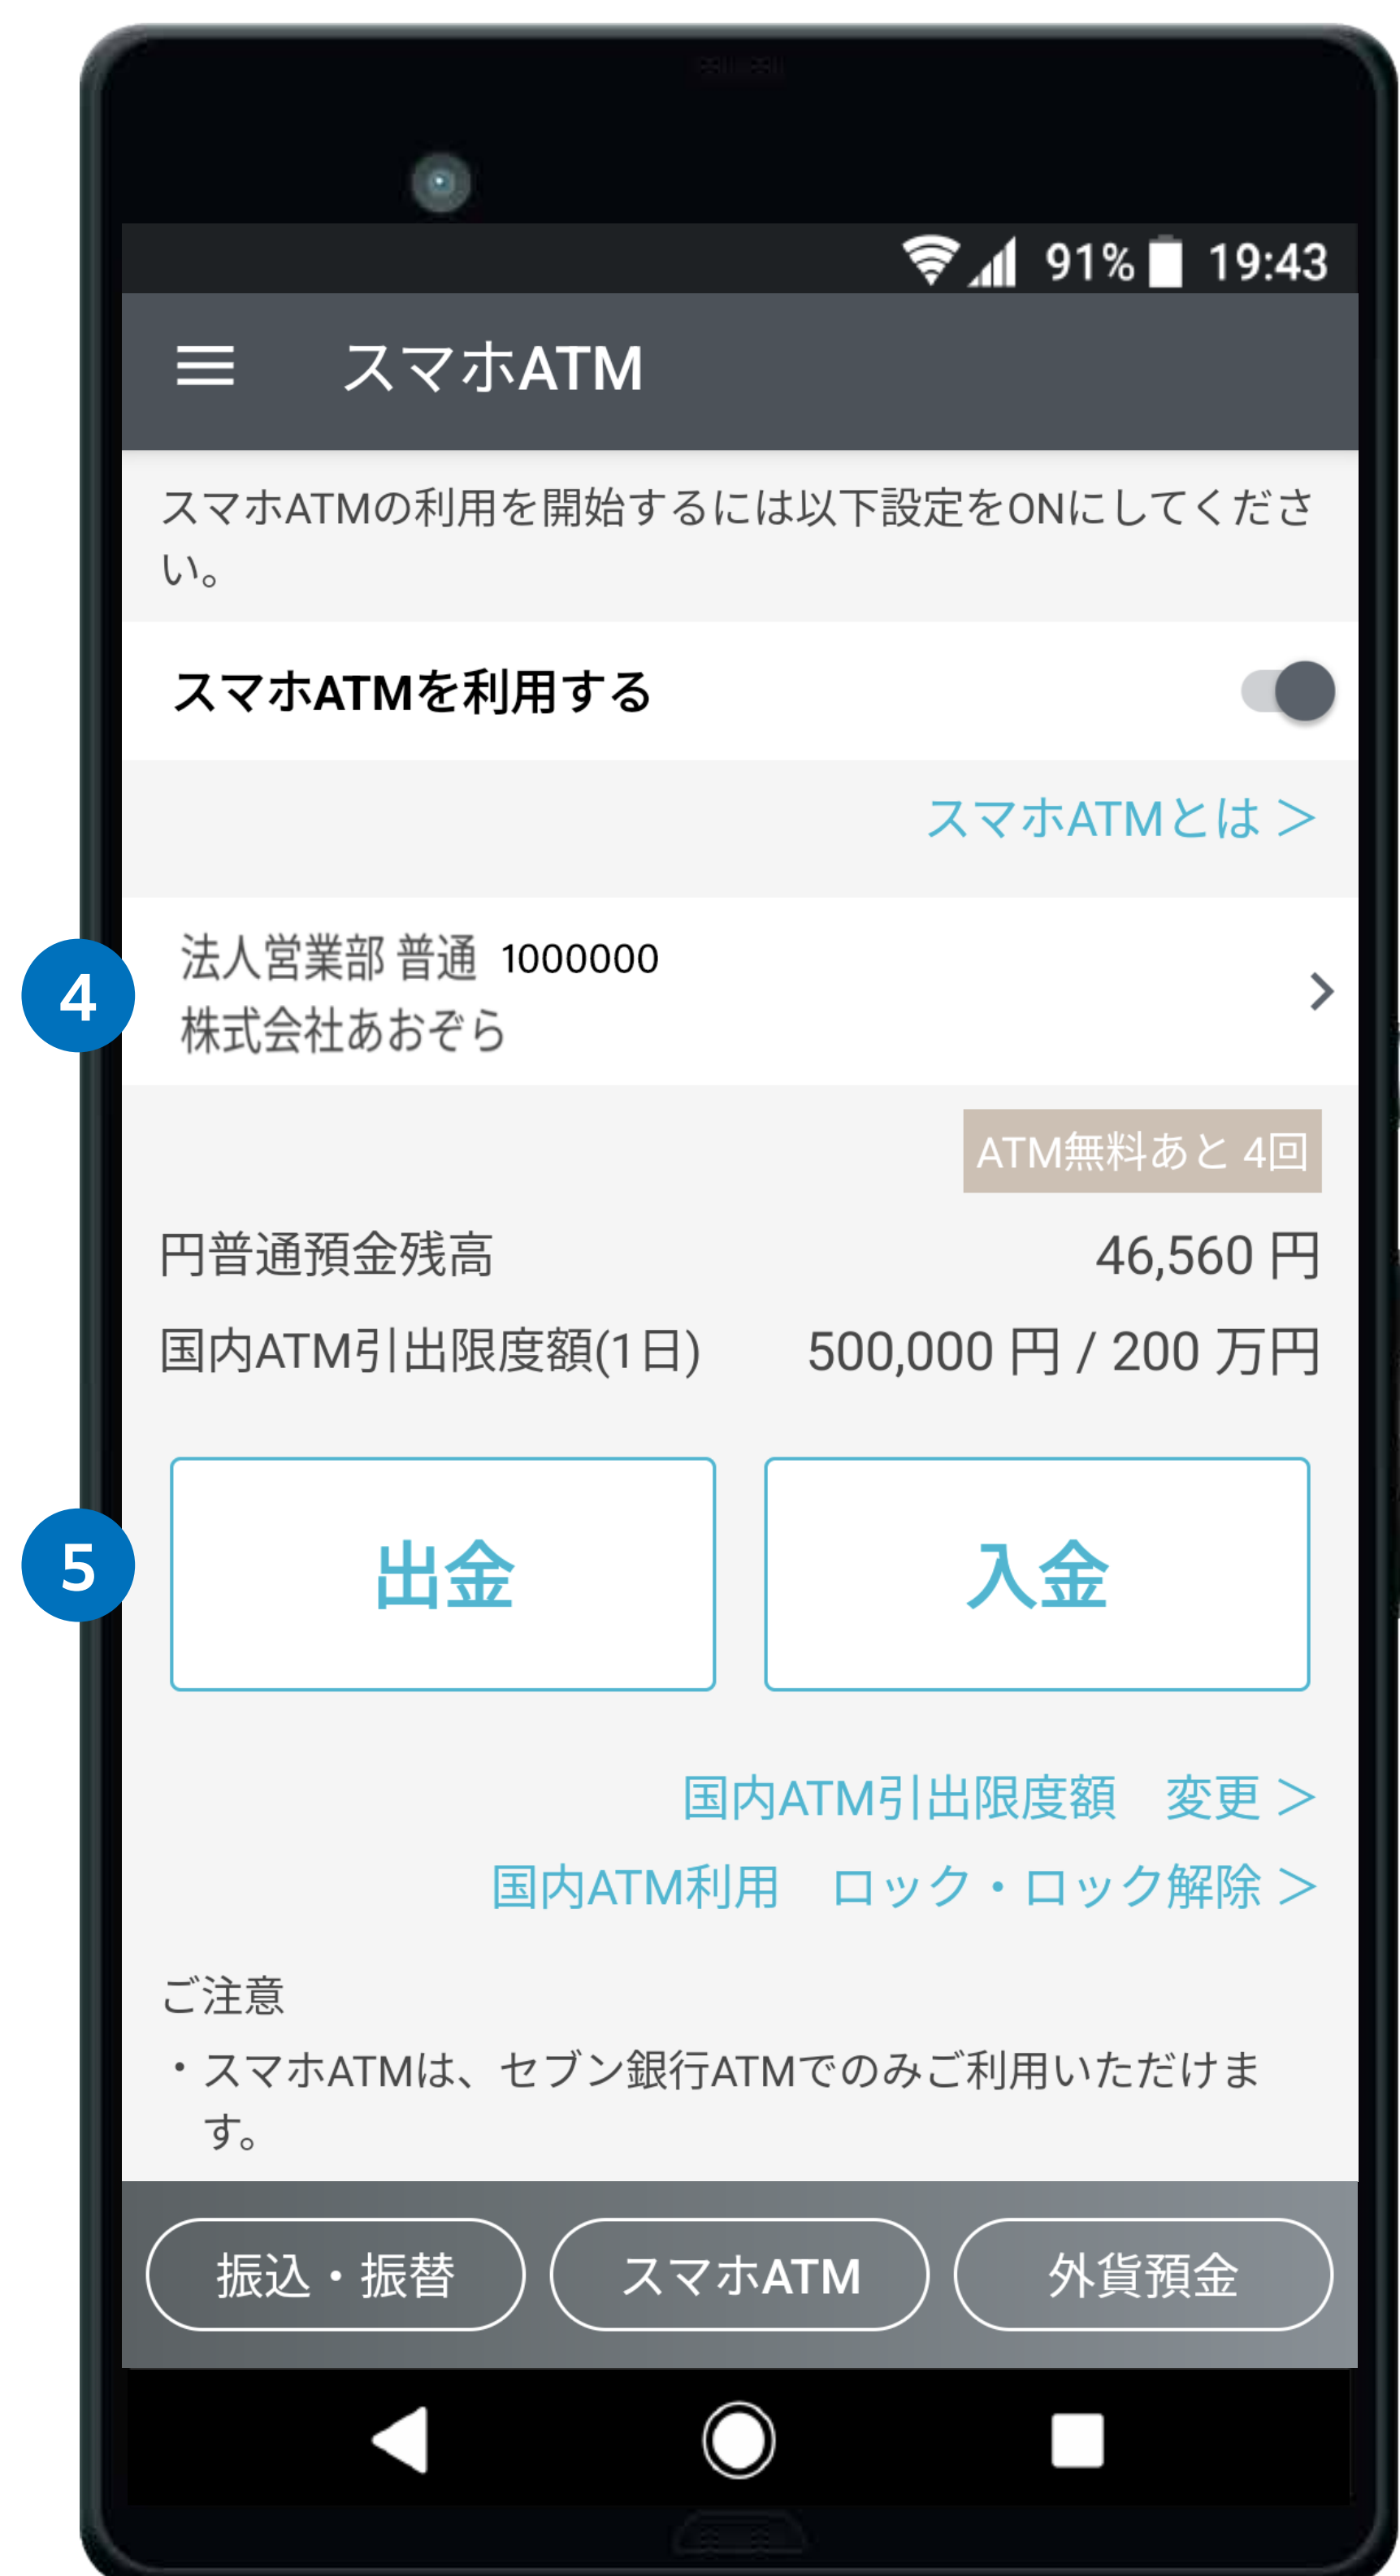 91% 19:43
スマホATM
スマホATMの利用を開始するには以下設定をONにしてくださ
い。
スマホATMを利用する
スマホATMとは >
4
法人営業部 普通 1000000
株式会社あおぞら
ATM無料あと 4回
円普通預金残高 46,560 円
国内ATM引出限度額(1日) 500,000 円 / 200 万円
5
出金 入金
国内ATM引出限度額　変更 >
国内ATM利用　ロック・ロック解除 >
ご注意
・スマホATMは、セブン銀行ATMでのみご利用いただけま
す。
振込・振替 スマホATM 外貨預金